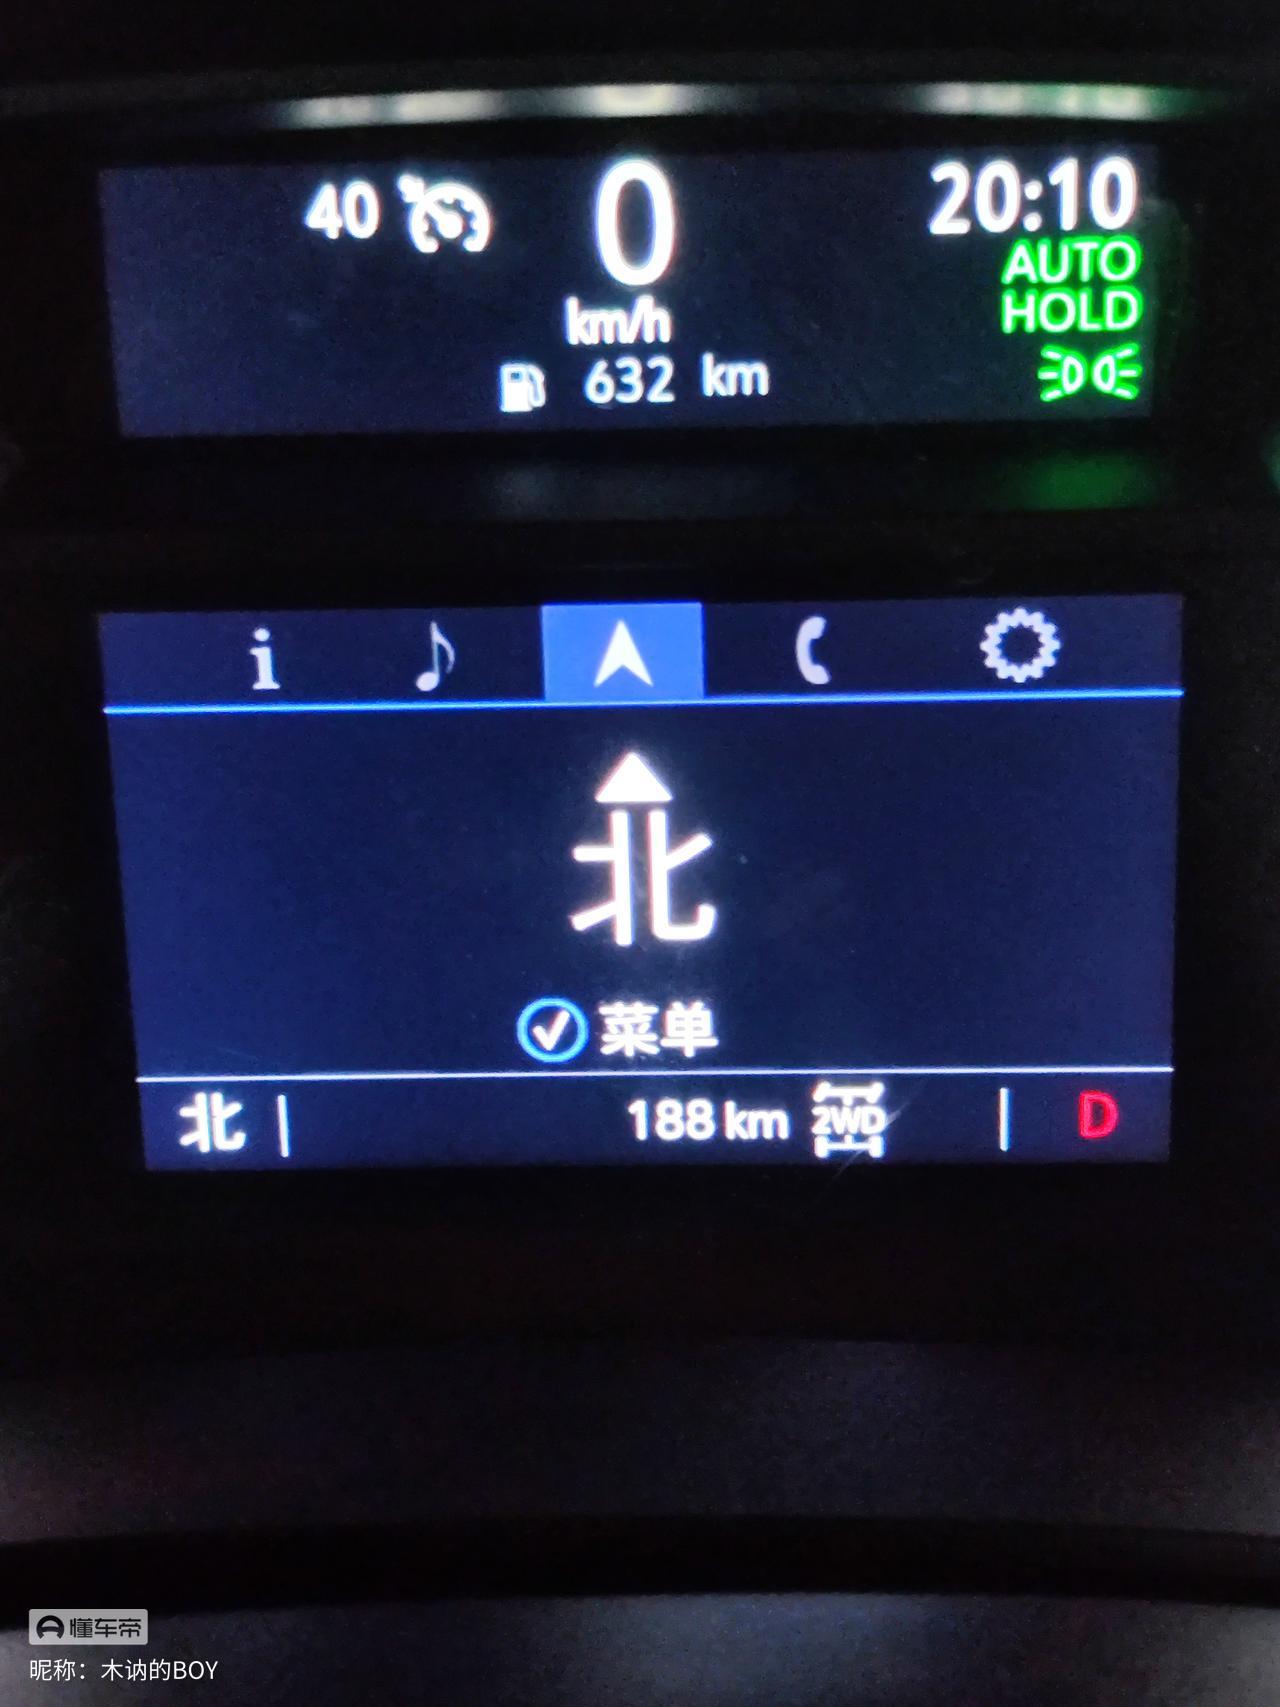 40 0 20:10
AUTO
HOLD
km/h
632 km
i
北
菜单
北 188 km 2WD D
懂车帝
昵称：木讷的BOY